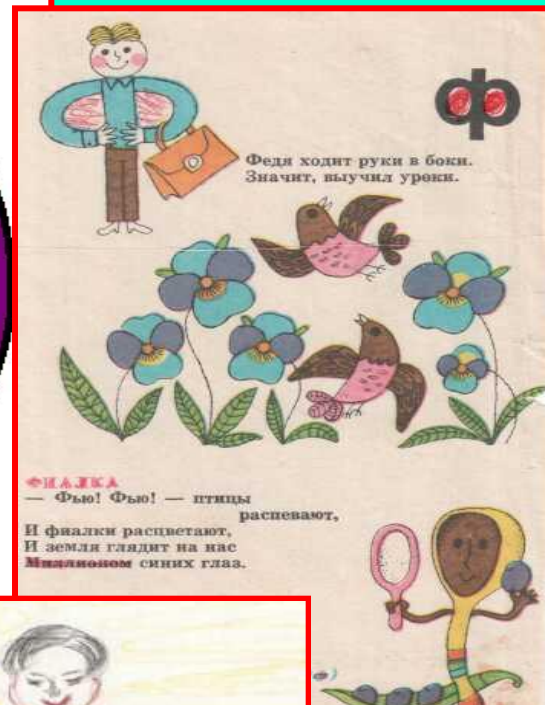 ф
Федя ходит руки в боки.
Значит, выучил уроки.
ФИАЛКА
— Фью! Фью! — птицы
распевают,
И фиалки расцветают,
И земля глядит на нас
Миллионом синих глаз.